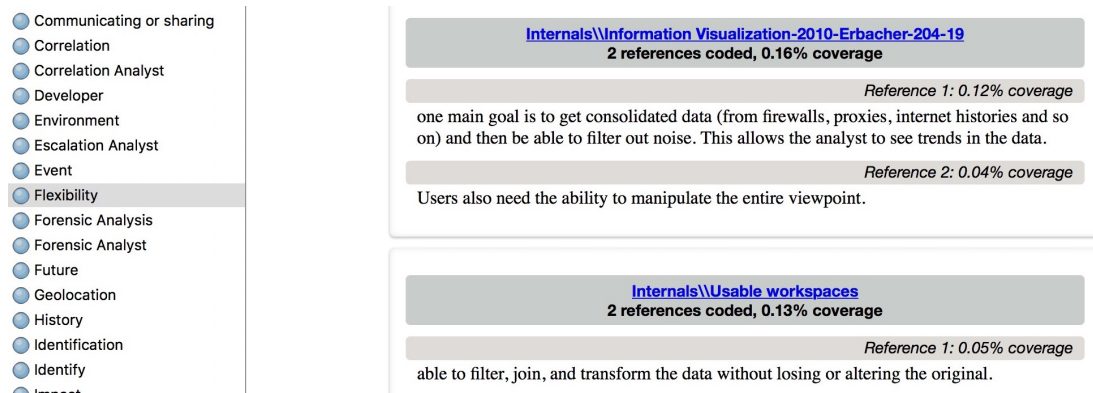 Communicating or sharing
Correlation
Correlation Analyst
Developer
Environment
Escalation Analyst
Event
Flexibility
Forensic Analysis
Forensic Analyst
Future
Geolocation
History
Identification
Identify
Impact
Internals\\Information Visualization-2010-Erbacher-204-19
2 references coded, 0.16% coverage
Reference 1: 0.12% coverage
one main goal is to get consolidated data (from firewalls, proxies, internet histories and so
on) and then be able to filter out noise. This allows the analyst to see trends in the data.
Reference 2: 0.04% coverage
Users also need the ability to manipulate the entire viewpoint.
Internals\\Usable workspaces
2 references coded, 0.13% coverage
Reference 1: 0.05% coverage
able to filter, join, and transform the data without losing or altering the original.